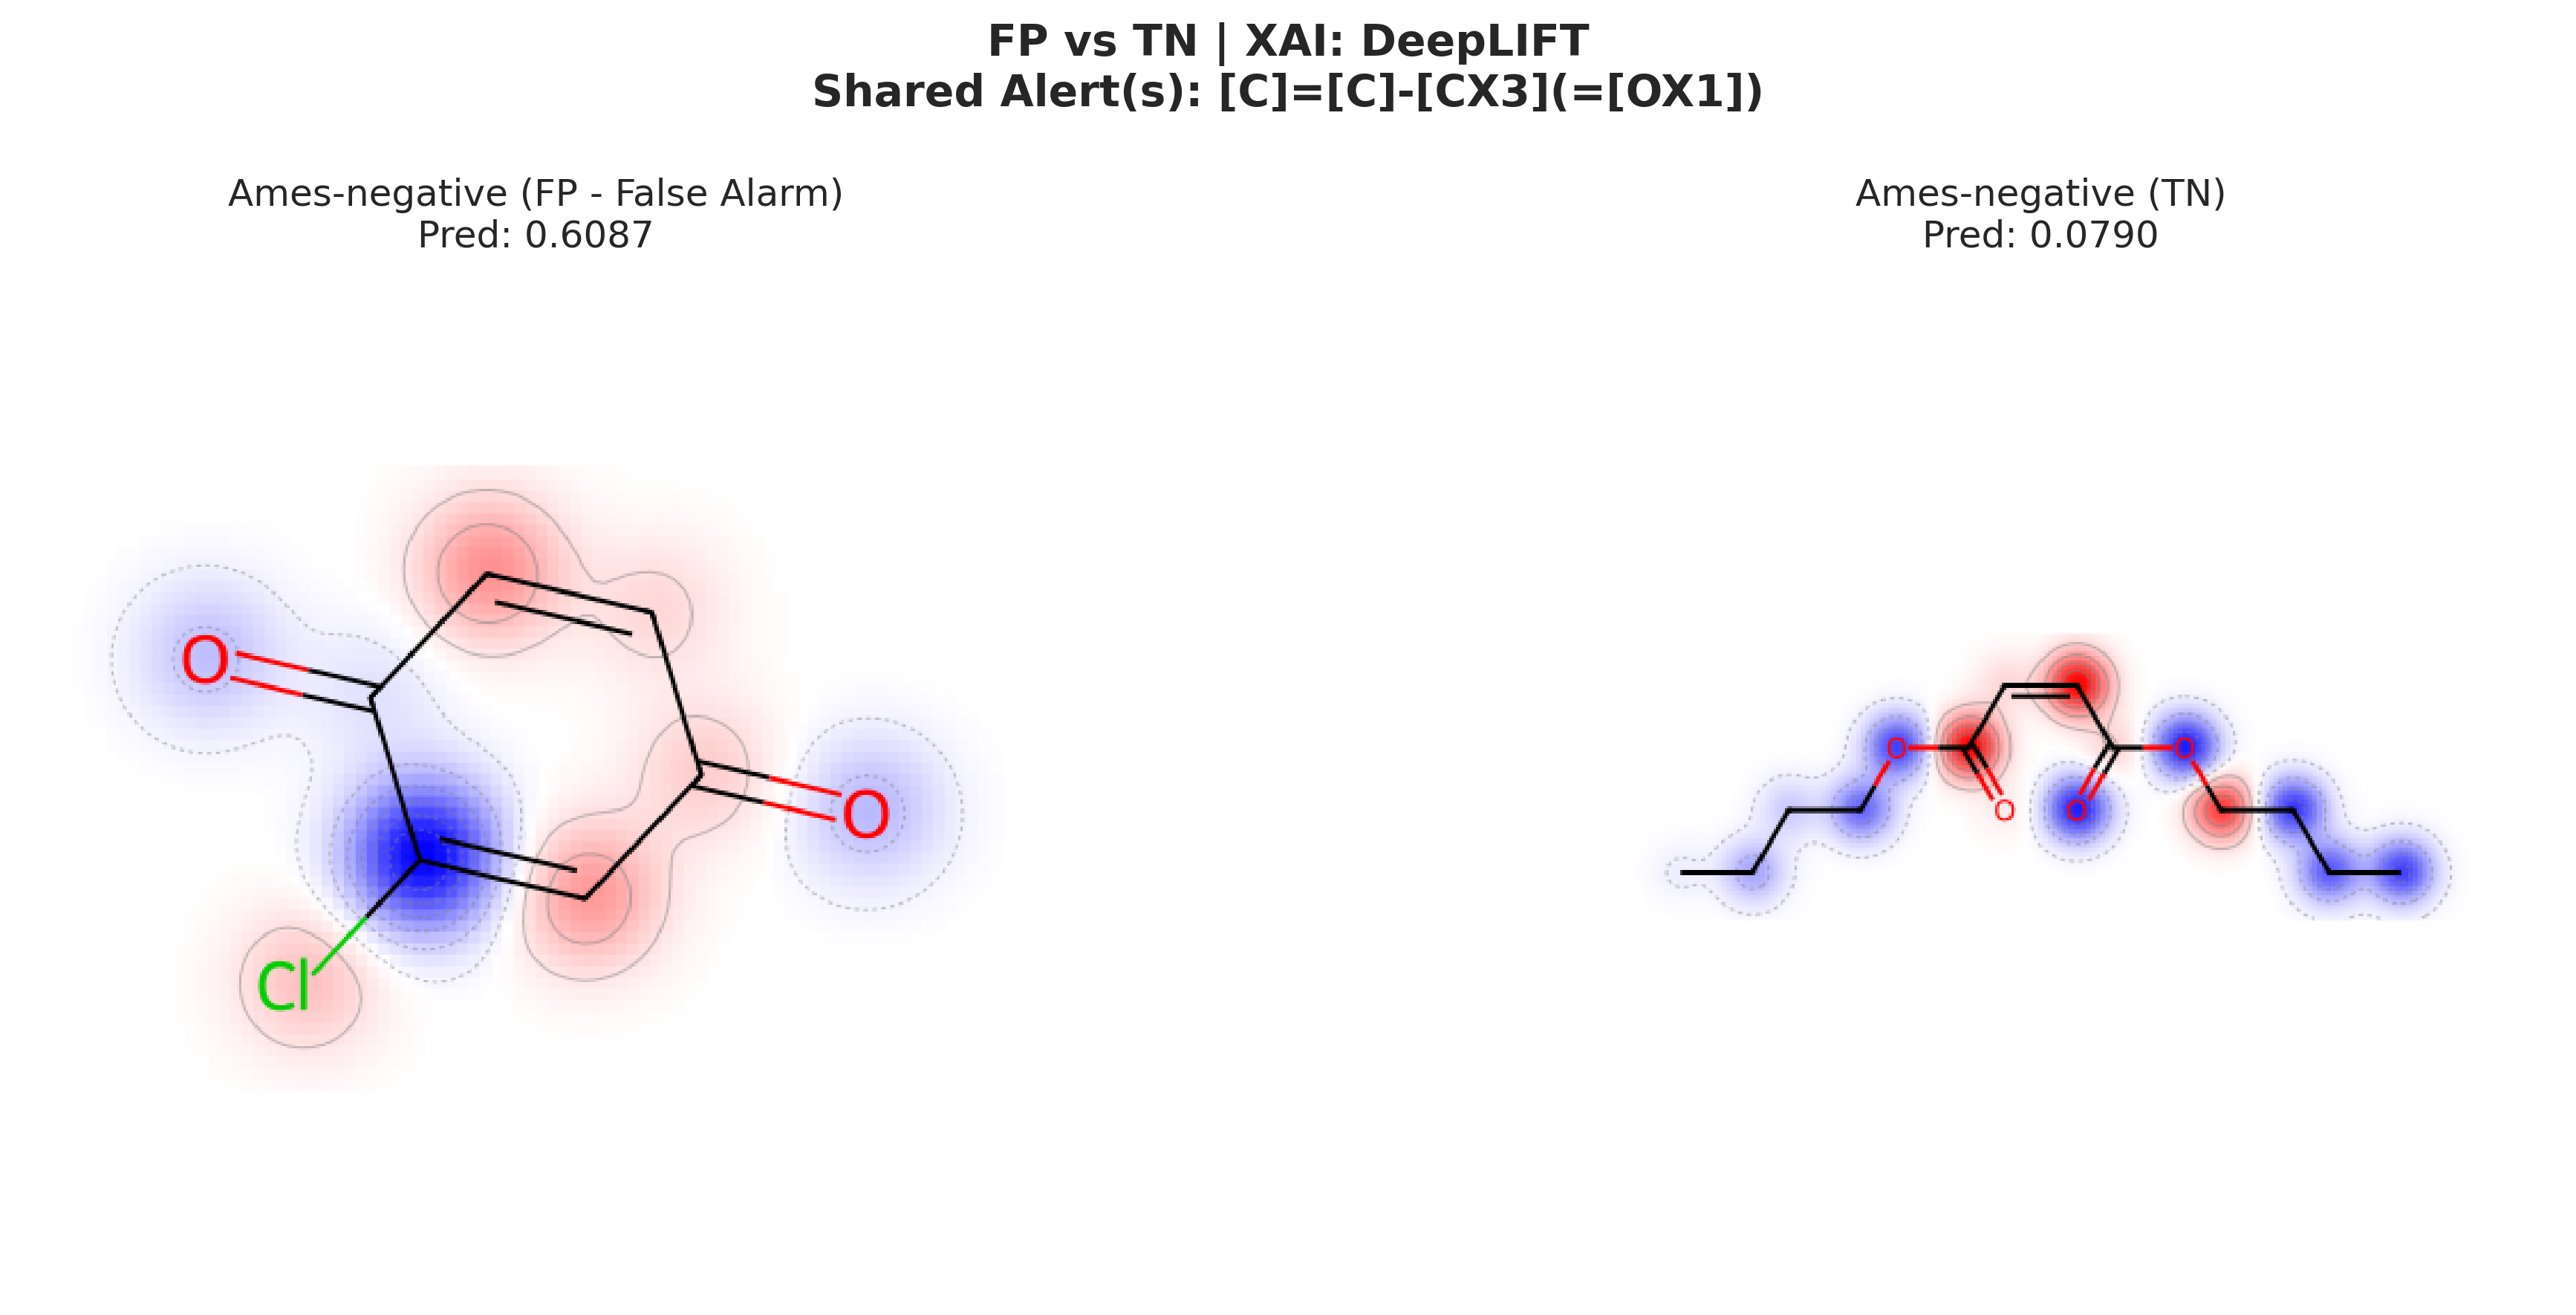 FP vs TN | XAI: DeepLIFT
Shared Alert(s): [C]=[C]-[CX3](=[OX1])
Ames-negative (FP - False Alarm)
Pred: 0.6087
Ames-negative (TN)
Pred: 0.0790
O
O
Cl
O
O
O
O